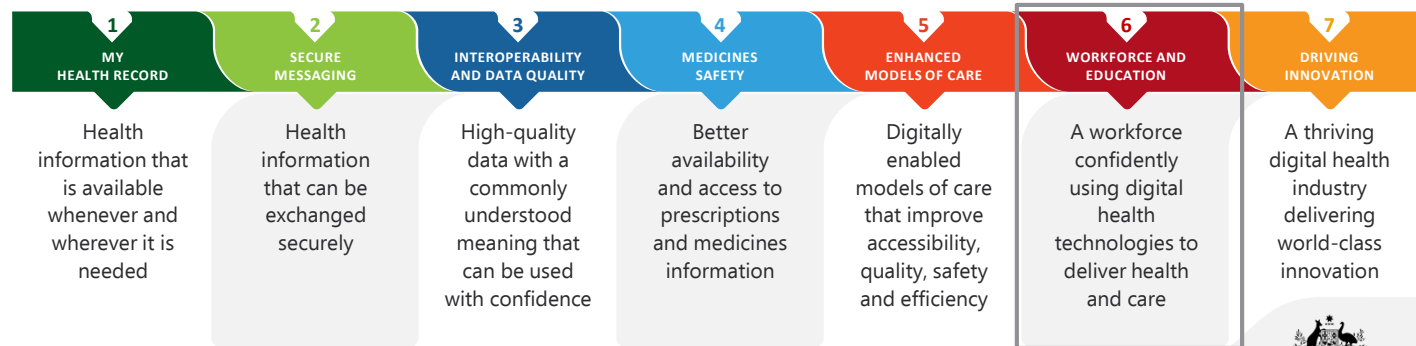 1
MY
HEALTH RECORD
Health
information that
is available
whenever and
wherever it is
needed
2
SECURE
MESSAGING
Health
information
that can be
exchanged
securely
3
INTEROPERABILITY
AND DATA QUALITY
High-quality
data with a
commonly
understood
meaning that
can be used
with confidence
4
MEDICINES
SAFETY
Better
availability
and access to
prescriptions
and medicines
information
5
ENHANCED
MODELS OF CARE
Digitally
enabled
models of care
that improve
accessibility,
quality, safety
and efficiency
6
WORKFORCE AND
EDUCATION
A workforce
confidently
using digital
health
technologies to
deliver health
and care
7
DRIVING
INNOVATION
A thriving
digital health
industry
delivering
world-class
innovation